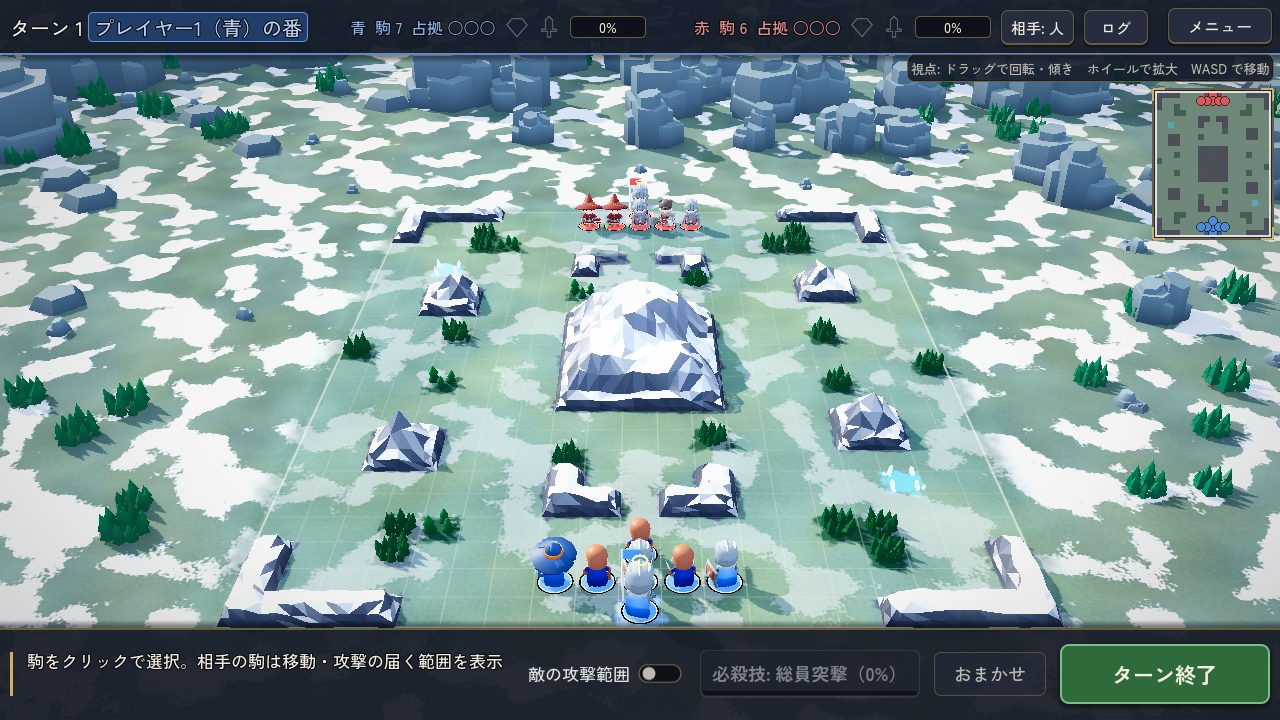 ターン 1 プレイヤー1（青）の番 青 駒 7 占拠 〇〇〇 0% 赤 駒 6 占拠 〇〇〇 0% 相手: 人 ログ メニュー
視点: ドラッグで回転・傾き ホイールで拡大 WASD で移動
駒をクリックで選択。相手の駒は移動・攻撃の届く範囲を表示
敵の攻撃範囲 必殺技: 総員突撃（0%） おまかせ ターン終了